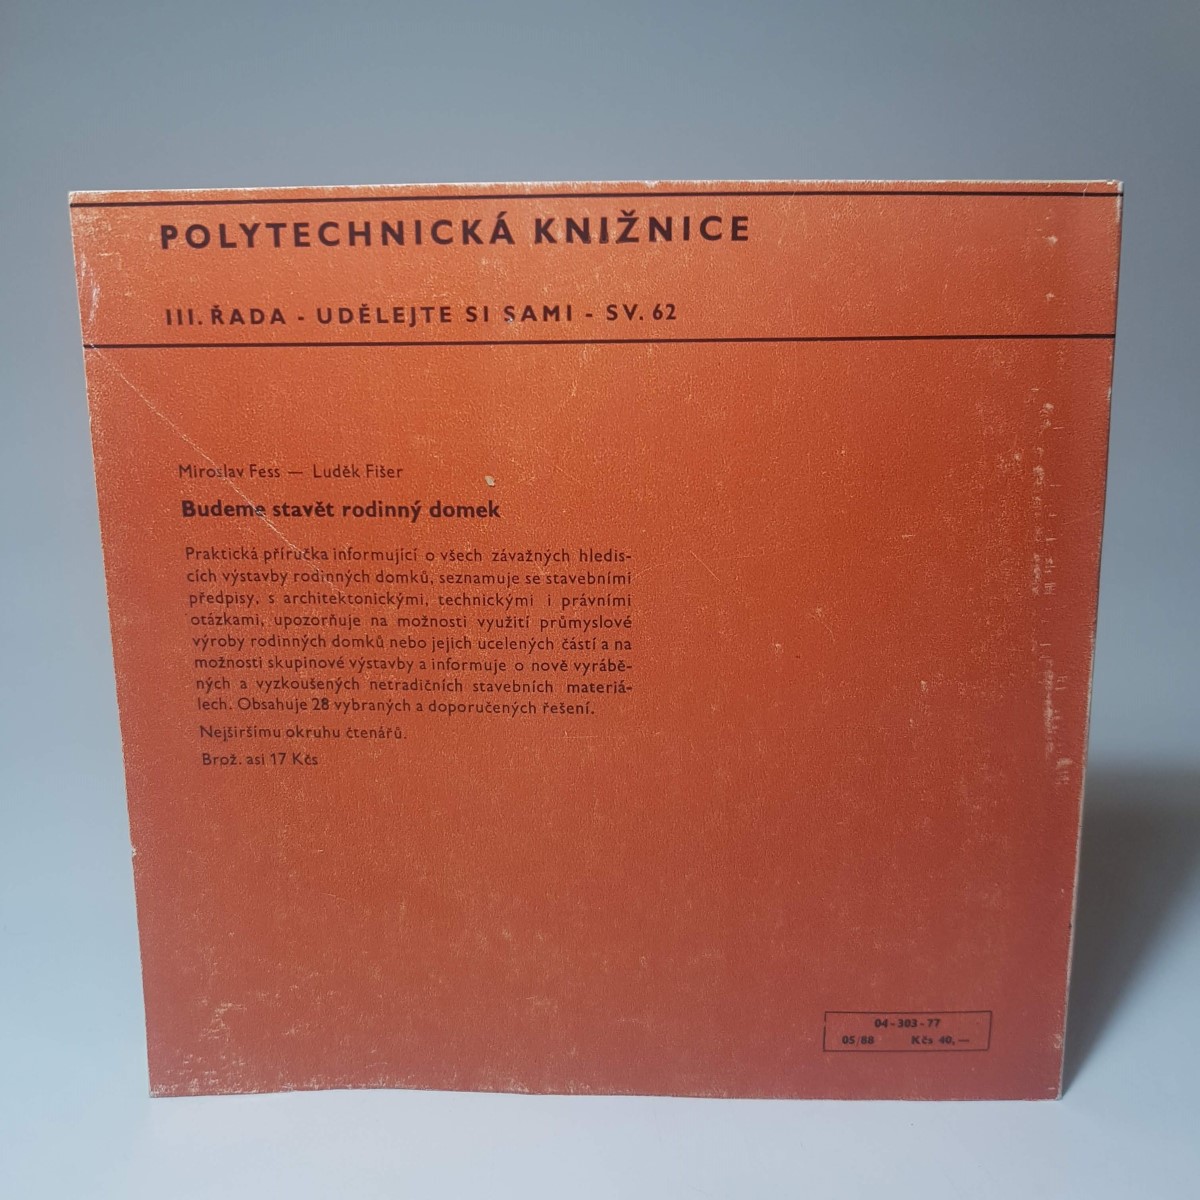 POLYTECHNICKÁ KNIŽNICE
III. ŘADA - UDĚLEJTE SI SAMI - SV. 62
Miroslav Fess — Luděk Fišer
Budeme stavět rodinný domek
Praktická příručka informující o všech závažných hledis-
cích výstavby rodinných domků, seznamuje se stavebními
předpisy, s architektonickými, technickými i právními
otázkami, upozorňuje na možnosti využití průmyslové
výroby rodinných domků nebo jejich ucelených částí a na
možnosti skupinové výstavby a informuje o nově vyrábě-
ných a vyzkoušených netradičních stavebních materiá-
lech. Obsahuje 28 vybraných a doporučených řešení.
Nejširšímu okruhu čtenářů.
Brož. asi 17 Kčs
04-303-77
05/88 Kčs 40,—